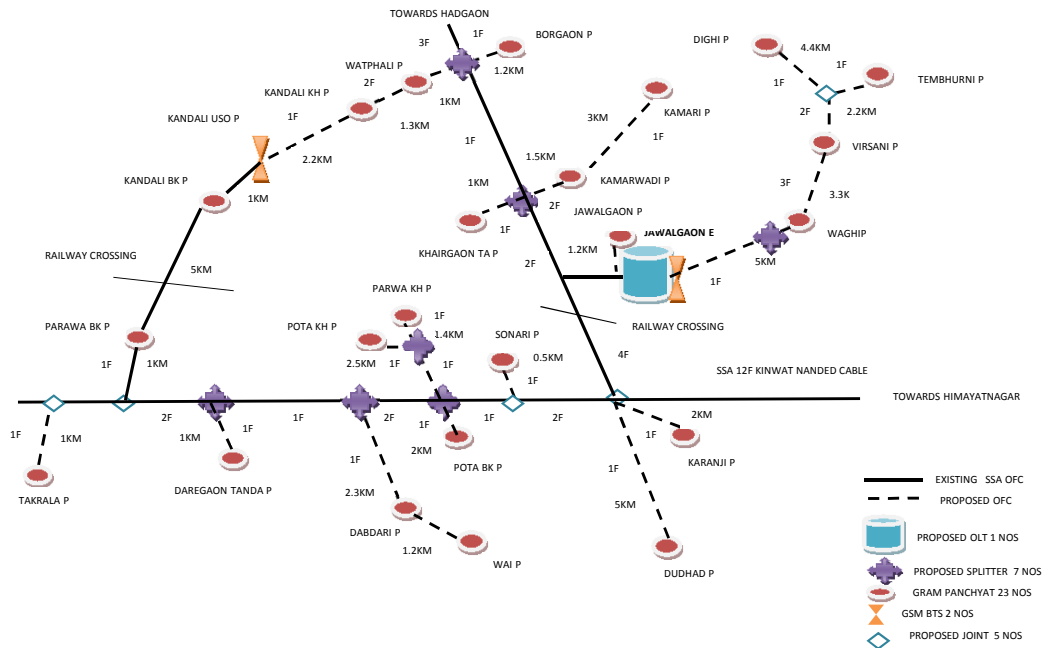 TOWARDS HADGAON
3F
1F
BORGAON P
DIGHI P
4.4KM
WATPHALI P
1.2KM
1F
TEMBHURNI P
2F
1KM
KANDALI KH P
1F
2F
2.2KM
KANDALI USO P
1F
1.3KM
3KM
KAMARI P
1F
1F
VIRSANI P
2.2KM
1.5KM
KANDALI BK P
1KM
KAMARWADI P
3F
3.3K
1KM
2F
JAWALGAON P
1F
JAWALGAON E
WAGHIP
KHAIRGAON TA P
1.2KM
RAILWAY CROSSING
5KM
2F
5KM
1F
PARWA KH P
PARAWA BK P
POTA KH P
1F
SONARI P
RAILWAY CROSSING
1.4KM
1F
1KM
2.5KM
1F
1F
0.5KM
4F
1F
SSA 12F KINWAT NANDED CABLE
TOWARDS HIMAYATNAGAR
2F
1F
2F
1F
1F
2F
2KM
1F
1KM
1KM
1F
2KM
1F
KARANJI P
1F
1F
POTA BK P
TAKRALA P
DAREGAON TANDA P
2.3KM
5KM
DABDARI P
1.2KM
WAI P
DUDHAD P
EXISTING SSA OFC
PROPOSED OFC
PROPOSED OLT 1 NOS
PROPOSED SPLITTER 7 NOS
GRAM PANCHYAT 23 NOS
GSM BTS 2 NOS
PROPOSED JOINT 5 NOS